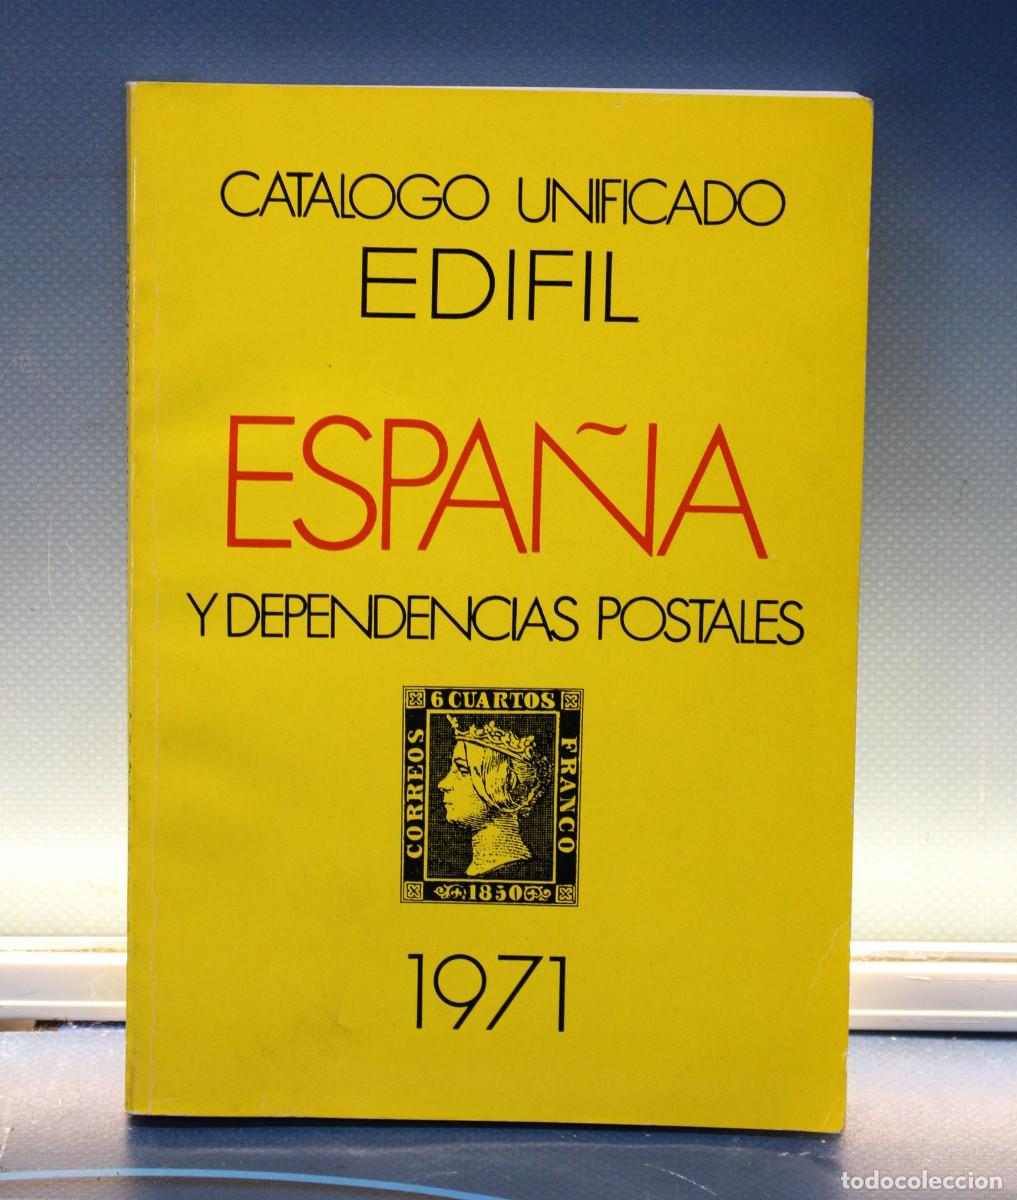 CATALOGO UNIFICADO
EDIFIL
ESPAÑA
Y DEPENDENCIAS POSTALES
6 CUARTOS
CORREOS
FRANCO
1850
1971
todocoleccion